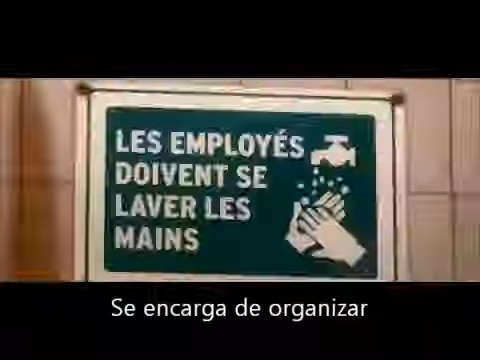 LES EMPLOYÉS
DOIVENT SE
LAVER LES
MAINS
Se encarga de organizar